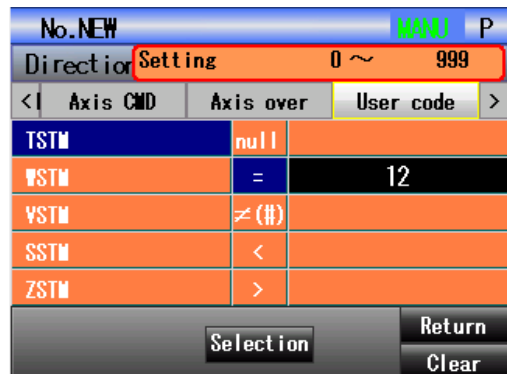 No.NEW MANU P
Direction Setting 0 ～ 999
< Axis CMD Axis over User code >
TSTM null
WSTM = 12
VSTM ≠(#)
SSTM <
ZSTM >
Selection
Return
Clear